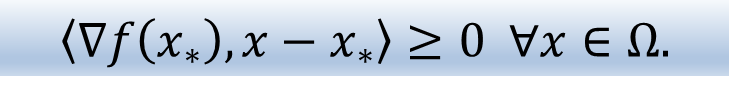 ⟨∇f(x∗), x − x∗⟩ ≥ 0 ∀x ∈ Ω.